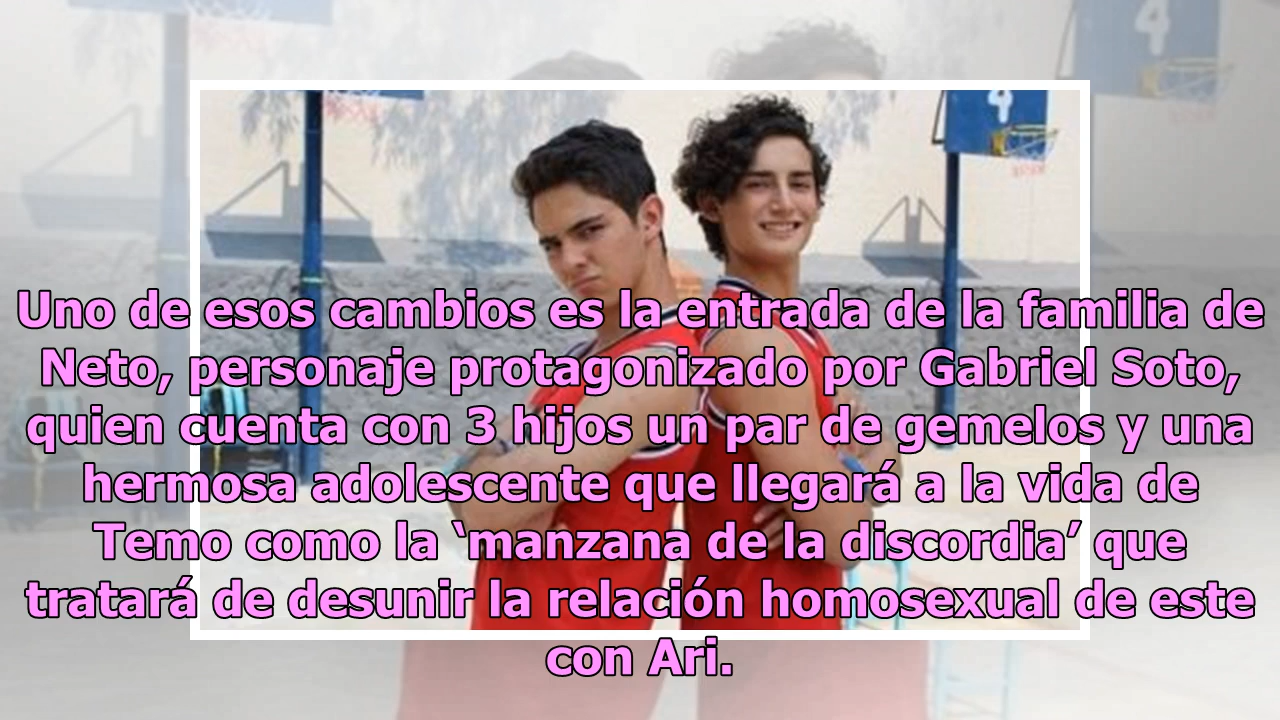 4
4
Uno de esos cambios es la entrada de la familia de
Neto, personaje protagonizado por Gabriel Soto,
quien cuenta con 3 hijos un par de gemelos y una
hermosa adolescente que llegará a la vida de
Temo como la ‘manzana de la discordia’ que
tratará de desunir la relación homosexual de este
con Ari.